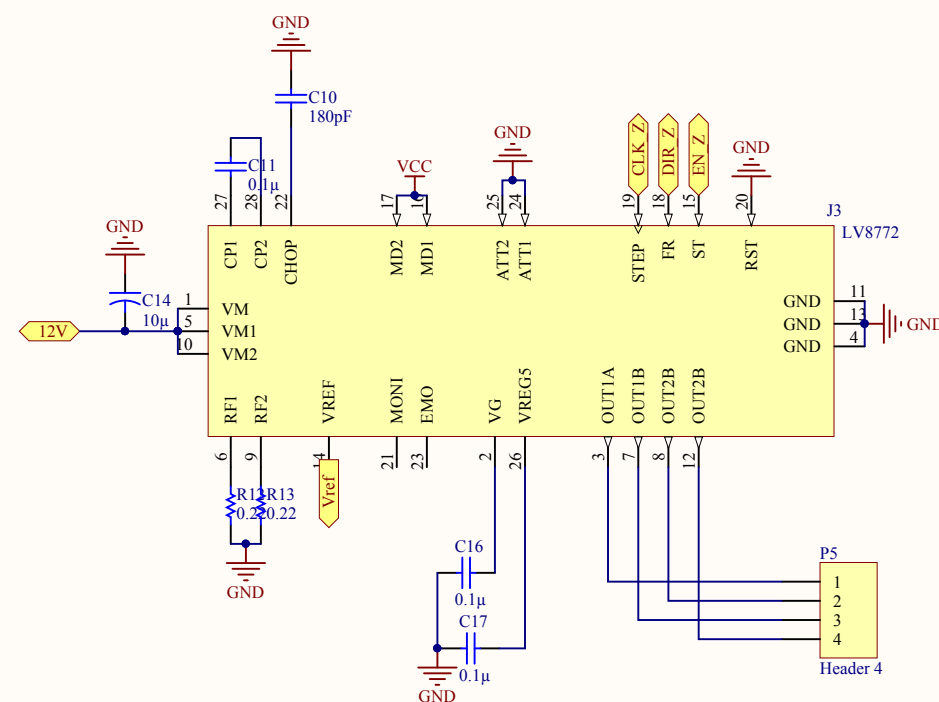 GND
C10
180pF
C11
0.1µ
27
28
22
VCC
17
GND
25
24
CLK_Z
DIR_Z
EN_Z
19
18
15
GND
20
J3
LV8772
CP1
CP2
CHOP
MD2
MD1
ATT2
ATT1
STEP
FR
ST
RST
GND
C14
10µ
12V
1
5
10
VM
VM1
VM2
GND
GND
GND
11
13
4
GND
RF1
RF2
VREF
MONI
EMO
VG
VREG5
OUT1A
OUT1B
OUT2B
OUT2B
6
9
14
21
23
2
26
3
7
8
12
Vref
R13
0.22
GND
C16
0.1µ
C17
0.1µ
GND
P5
1
2
3
4
Header 4